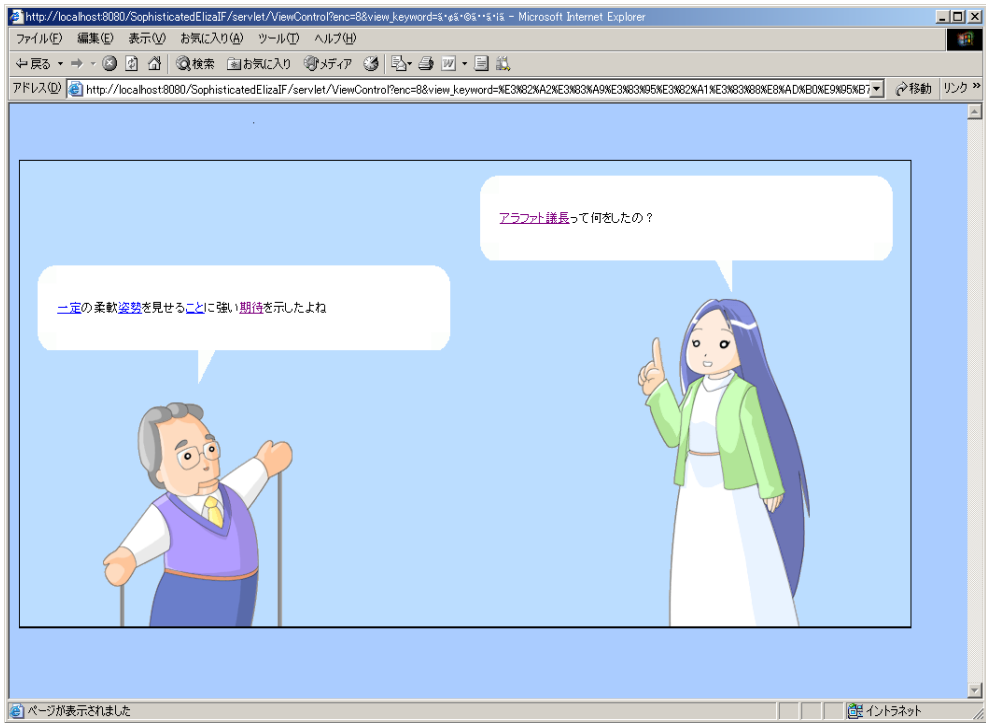 http://localhost:8080/SophisticatedElizaIF/servlet/ViewControl?enc=8&view_keyword= - Microsoft Internet Explorer
ファイル(F) 編集(E) 表示(V) お気に入り(A) ツール(T) ヘルプ(H)
戻る 検索 お気に入り メディア
アドレス(D) http://localhost:8080/SophisticatedElizaIF/servlet/ViewControl?enc=8&view_keyword=%E3%82%A2%E3%83%A9%E3%83%95%E3%82%A1%E3%83%88%E8%AD%B0%E9%95%B7 移動 リンク »
アラファト議長って何をしたの？
一定の柔軟姿勢を見せることに強い期待を示したよね
ページが表示されました イントラネット